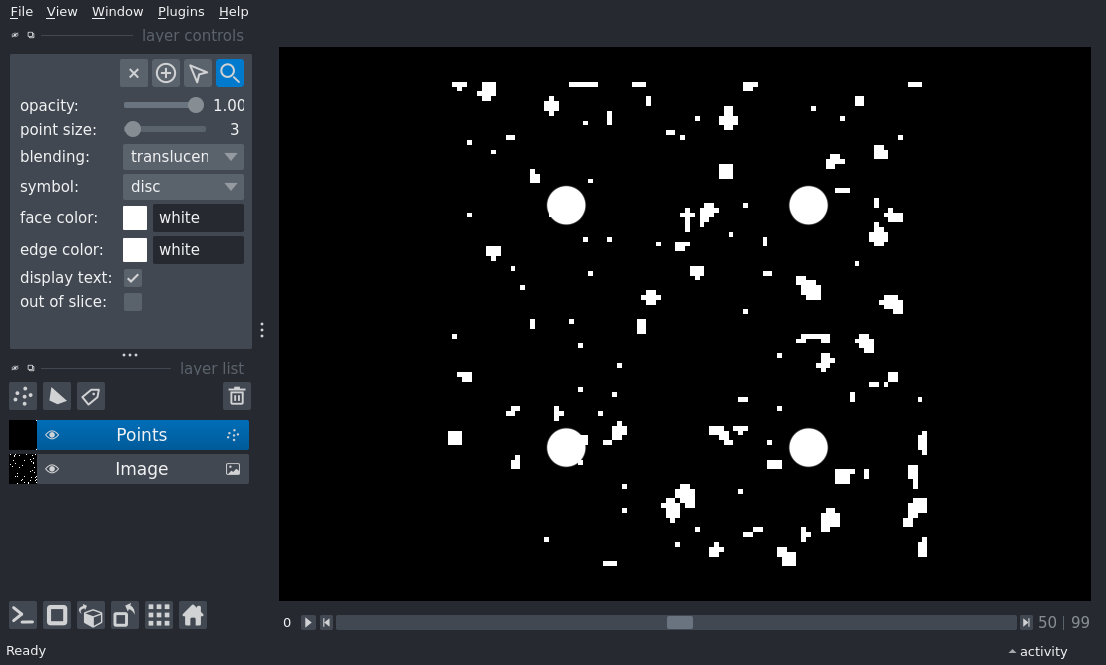 File View Window Plugins Help
layer controls
opacity: 1.00
point size: 3
blending: translucen
symbol: disc
face color: white
edge color: white
display text:
out of slice:
layer list
Points
Image
0 50 | 99
Ready activity